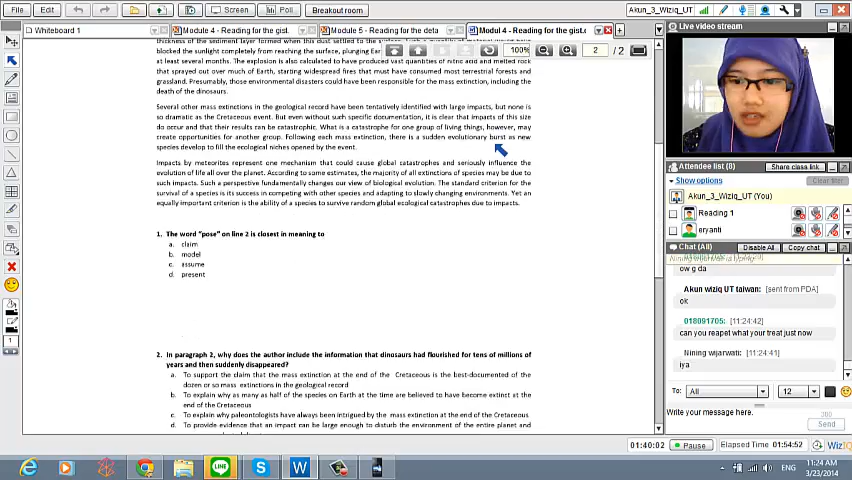 File
Edit
Screen
Poll
Breakout room
Akun_3_Wiziq_UT
Whiteboard 1
Module 4 - Reading for the gist.
Module 5 - Reading for the deta
Modul 4 - Reading for the gist.c
Live video stream
100%
2 / 2
blocked the sunlight completely from reaching the surface, plunging Ear
at least several months. The explosion is also calculated to have produced vast quantities of nitric acid and melted rock
that sprayed out over much of Earth, starting widespread fires that must have consumed most terrestrial forests and
grassland. Presumably, those environmental disasters could have been responsible for the mass extinction, including the
death of the dinosaurs.
Several other mass extinctions in the geological record have been tentatively identified with large impacts, but none is
so dramatic as the Cretaceous event. But even without such specific documentation, it is clear that impacts of this size
do occur and that their results can be catastrophic. What is a catastrophe for one group of living things, however, may
create opportunities for another group. Following each mass extinction, there is a sudden evolutionary burst as new
species develop to fill the ecological niches opened by the event.
Impacts by meteorites represent one mechanism that could cause global catastrophes and seriously influence the
evolution of life all over the planet. According to some estimates, the majority of all extinctions of species may be due to
such impacts. Such a perspective fundamentally changes our view of biological evolution. The standard criterion for the
survival of a species is its success in competing with other species and adapting to slowly changing environments. Yet an
equally important criterion is the ability of a species to survive random global ecological catastrophes due to impacts.
1. The word "pose" on line 2 is closest in meaning to
a. claim
b. model
c. assume
d. present
2. In paragraph 2, why does the author include the information that dinosaurs had flourished for tens of millions of
years and then suddenly disappeared?
a. To support the claim that the mass extinction at the end of the Cretaceous is the best-documented of the
dozen or so mass extinctions in the geological record
b. To explain why as many as half of the species on Earth at the time are believed to have become extinct at the
end of the Cretaceous
c. To explain why paleontologists have always been intrigued by the mass extinction at the end of the Cretaceous
d. To provide evidence that an impact can be large enough to disturb the environment of the entire planet and
Attendee list (8)
Share class link
Show options
Clear filter
Akun_3_Wiziq_UT (You)
Reading 1
eryanti
Chat (All)
Disable All
Copy chat
ow g da
Akun wiziq UT taiwan: [sent from PDA]
ok
018091705: [11:24:42]
can you reapet what your treat just now
Nining wijarwati: [11:24:41]
iya
To:
All
12
Write your message here.
300
Send
01:40:02
Pause
Elapsed Time : 01:54:52
WizIQ
1
LINE
ENG
11:24 AM
3/23/2014